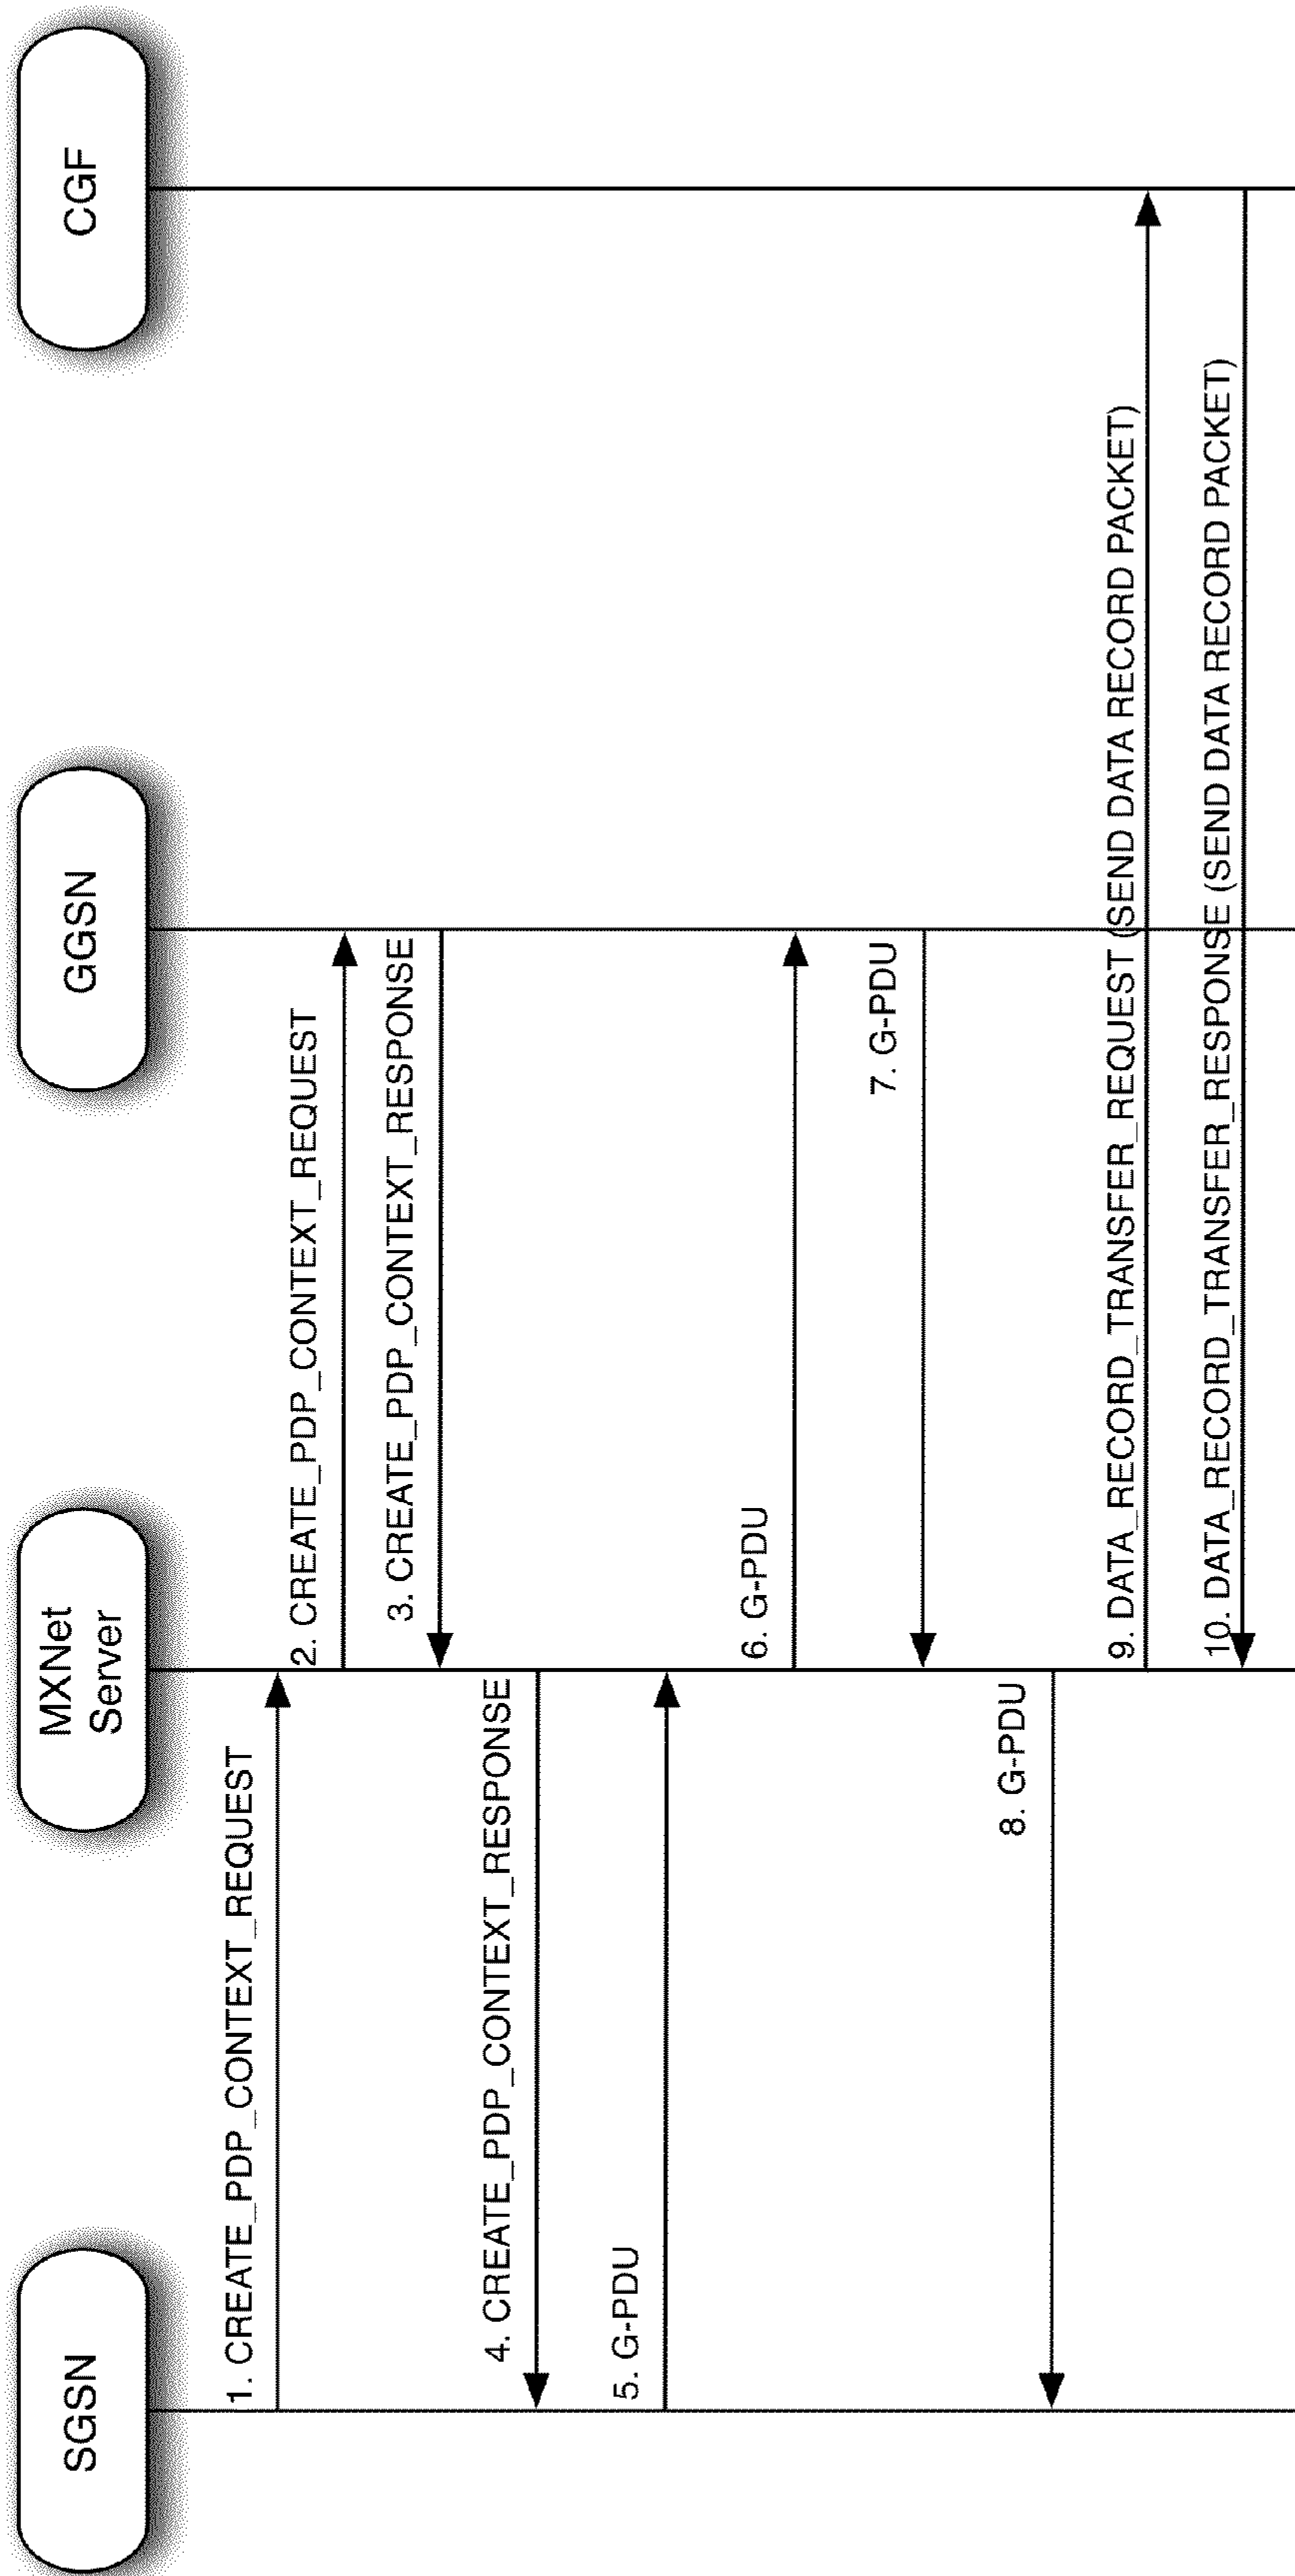 SGSN
MXNet
Server
GGSN
CGF
1. CREATE_PDP_CONTEXT_REQUEST
2. CREATE_PDP_CONTEXT_REQUEST
3. CREATE_PDP_CONTEXT_RESPONSE
4. CREATE_PDP_CONTEXT_RESPONSE
5. G-PDU
6. G-PDU
7. G-PDU
8. G-PDU
9. DATA_RECORD_TRANSFER_REQUEST (SEND DATA RECORD PACKET)
10. DATA_RECORD_TRANSFER_RESPONSE (SEND DATA RECORD PACKET)